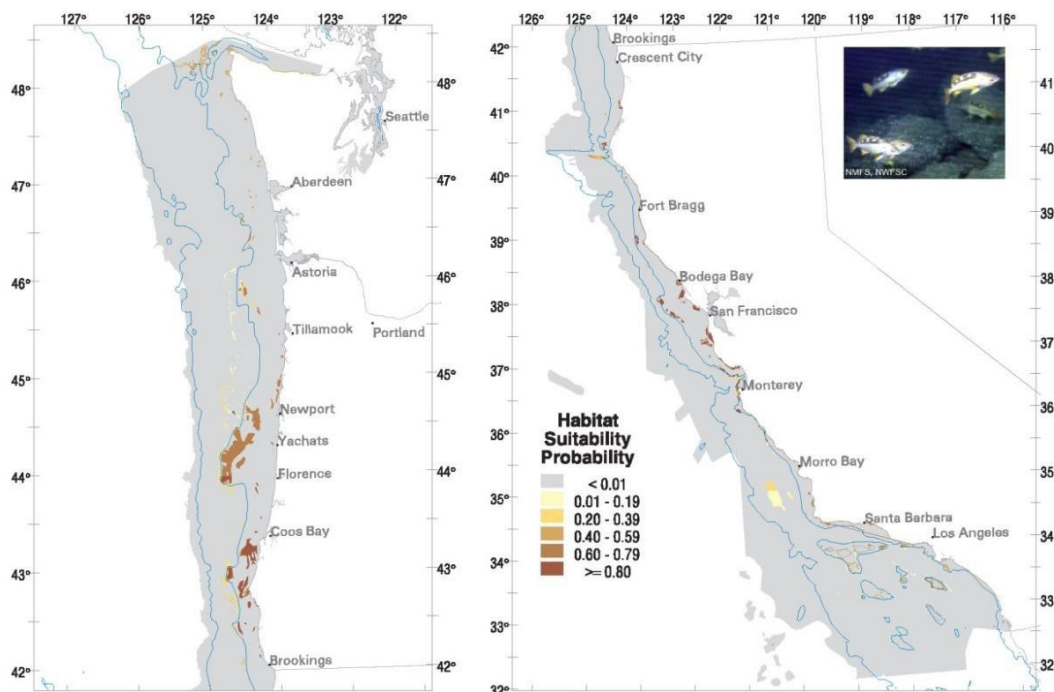 127° 126° 125° 124° 123° 122°
48° 48°
Seattle
47° Aberdeen 47°
46° Astoria 46°
Tillamook Portland
45° 45°
Newport
Yachats
44° Florence 44°
Coos Bay
43° 43°
42° Brookings 42°
125° 124° 123° 122° 121° 120° 119° 118° 117° 116°
42° Brookings
Crescent City 41°
41°
NMFS, NWFSC
40° 40°
Fort Bragg
39° 39°
Bodega Bay
38° San Francisco 38°
37° Monterey 37°
36° 36°
Morro Bay
35° 35°
Santa Barbara
Los Angeles
34° 34°
33° 33°
32° 32°
Habitat
Suitability
Probability
< 0.01
0.01 - 0.19
0.20 - 0.39
0.40 - 0.59
0.60 - 0.79
>= 0.80